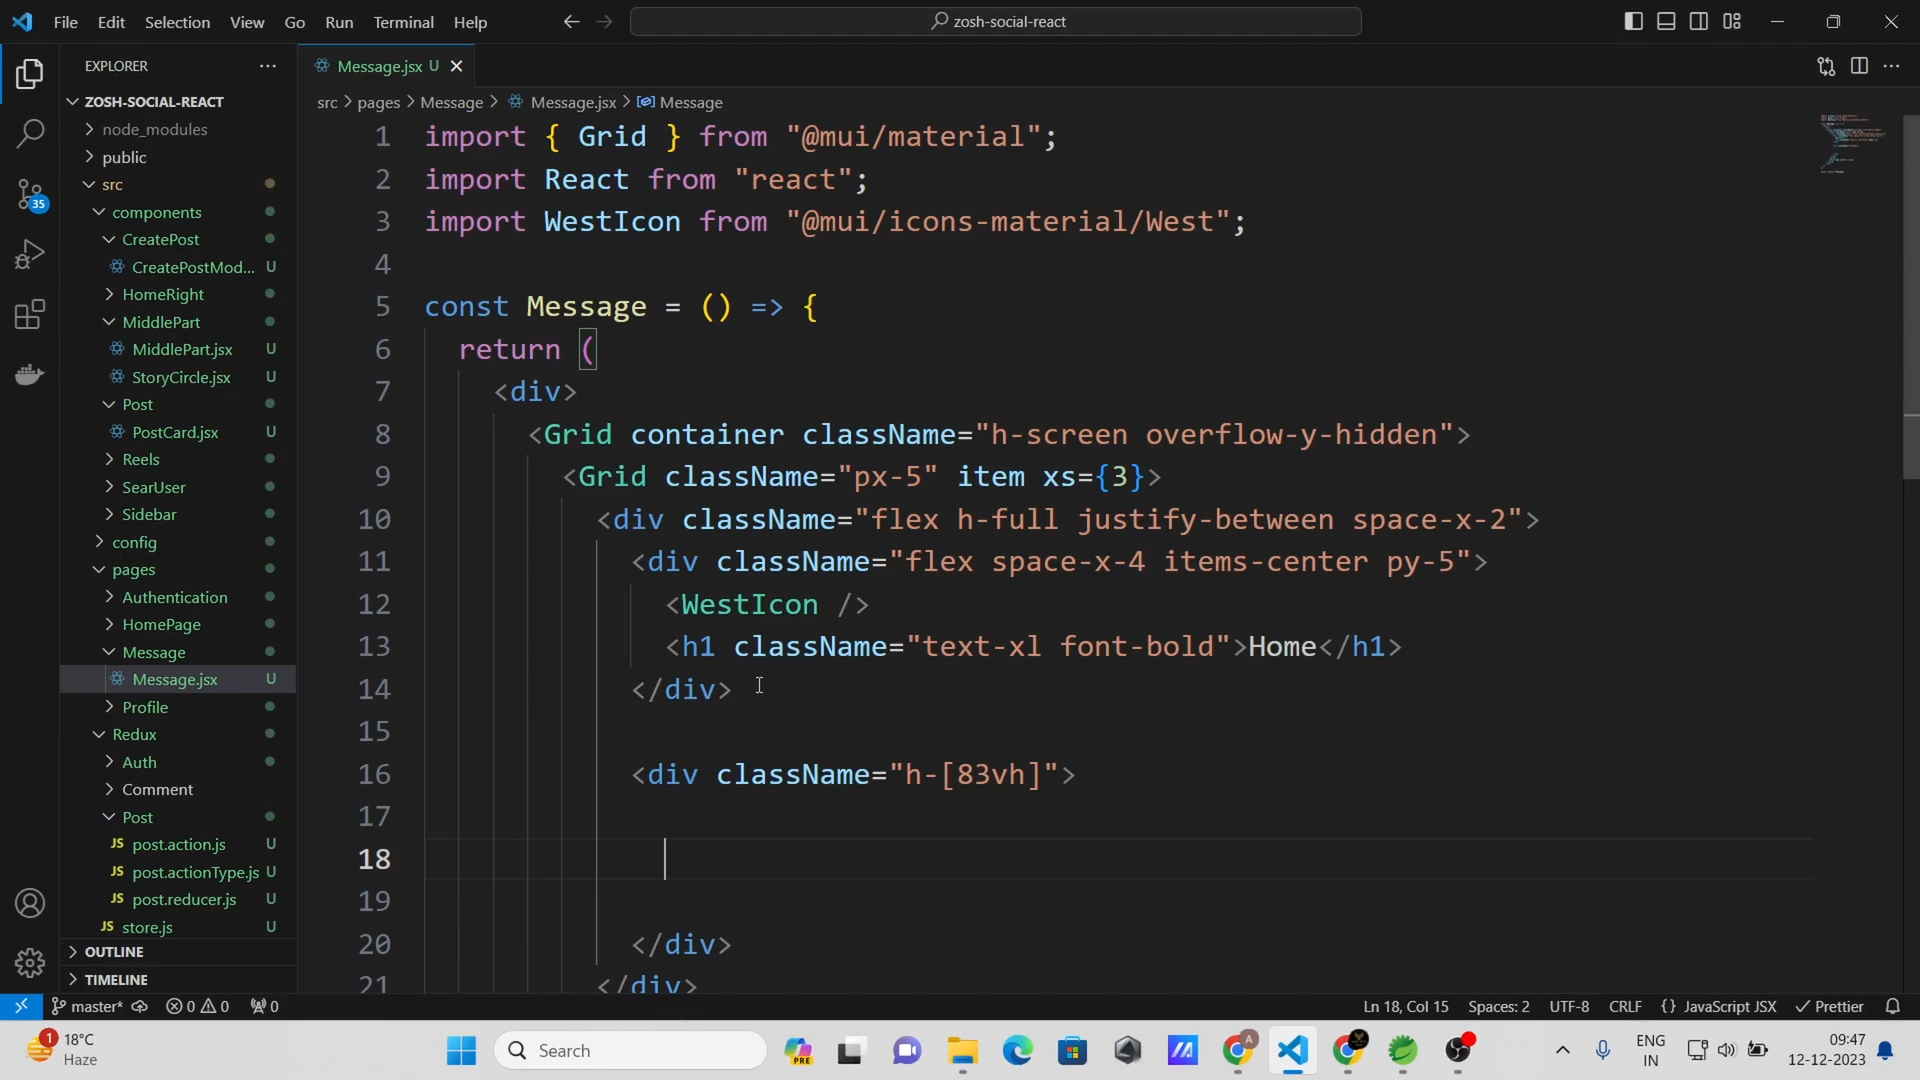 File Edit Selection View Go Run Terminal Help
zosh-social-react
EXPLORER
Message.jsx U
ZOSH-SOCIAL-REACT
node_modules
public
src
components
CreatePost
CreatePostMod... U
HomeRight
MiddlePart
MiddlePart.jsx U
StoryCircle.jsx U
Post
PostCard.jsx U
Reels
SearUser
Sidebar
config
pages
Authentication
HomePage
Message
Message.jsx U
Profile
Redux
Auth
Comment
Post
JS post.action.js U
JS post.actionType.js U
JS post.reducer.js U
JS store.js U
OUTLINE
TIMELINE
35
src > pages > Message > Message.jsx > Message
1 import { Grid } from "@mui/material";
2 import React from "react";
3 import WestIcon from "@mui/icons-material/West";
4
5 const Message = () => {
6 return (
7 <div>
8 <Grid container className="h-screen overflow-y-hidden">
9 <Grid className="px-5" item xs={3}>
10 <div className="flex h-full justify-between space-x-2">
11 <div className="flex space-x-4 items-center py-5">
12 <WestIcon />
13 <h1 className="text-xl font-bold">Home</h1>
14 </div>
15
16 <div className="h-[83vh]">
17
18
19
20 </div>
21 </div>
master* 0 0 0
Ln 18, Col 15 Spaces: 2 UTF-8 CRLF {} JavaScript JSX Prettier
1 18°C
Haze
Search
PRE
A
ENG
IN
09:47
12-12-2023